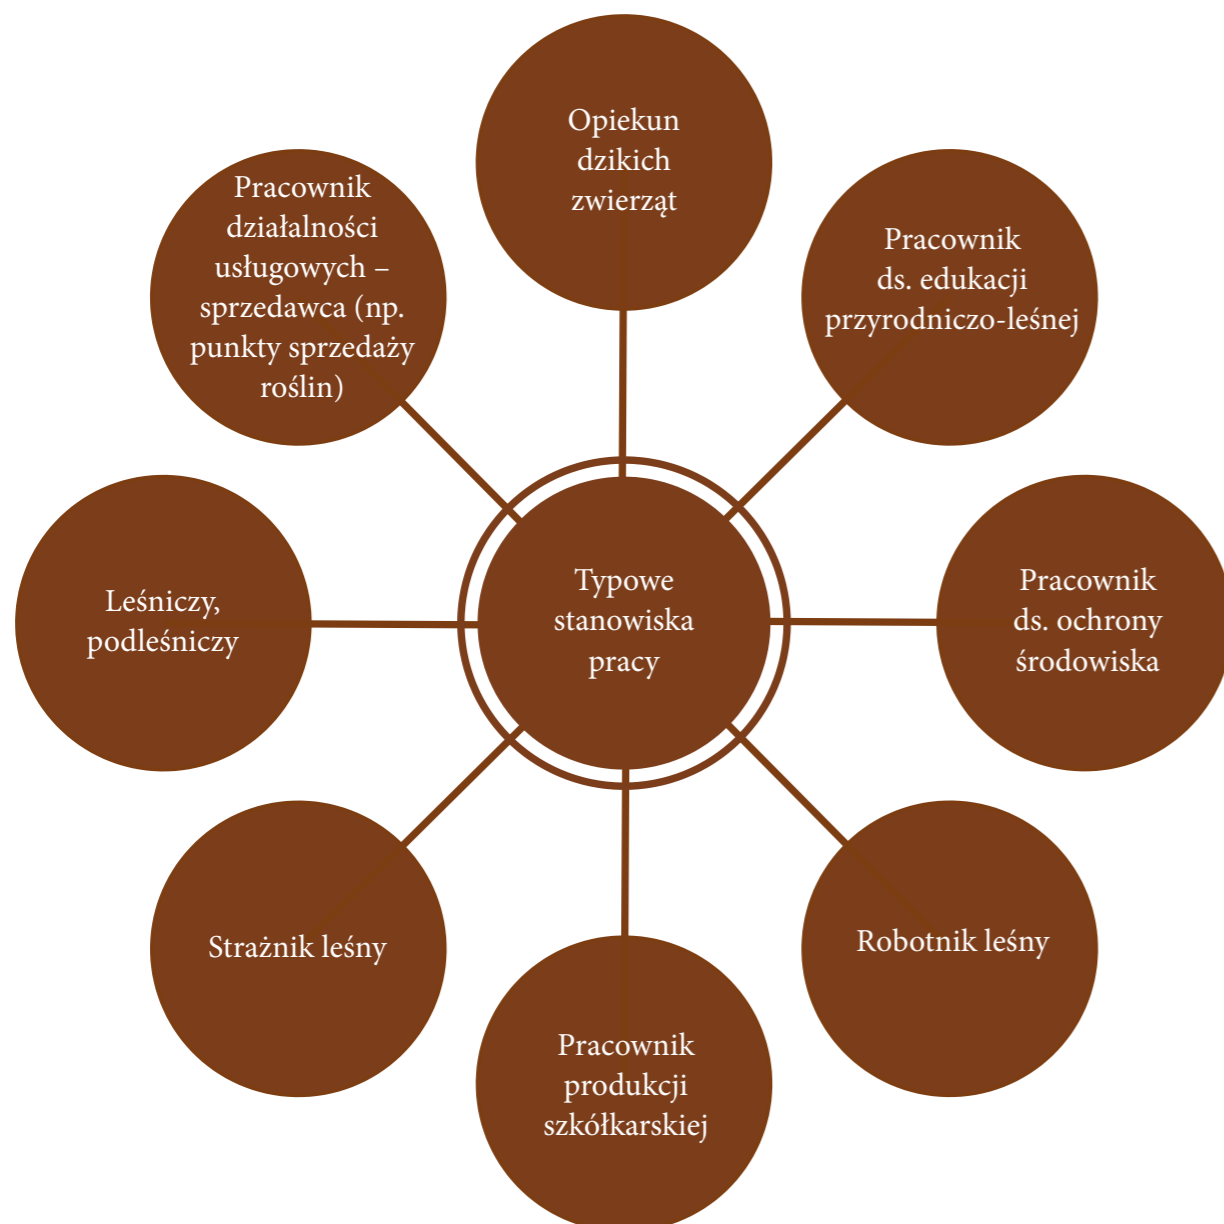 Opiekun
dzikich
zwierząt
Pracownik
ds. edukacji
przyrodniczo-leśnej
Pracownik
ds. ochrony
środowiska
Robotnik leśny
Pracownik
produkcji
szkółkarskiej
Strażnik leśny
Leśniczy,
podleśniczy
Pracownik
działalności
usługowych –
sprzedawca (np.
punkty sprzedaży
roślin)
Typowe
stanowiska
pracy